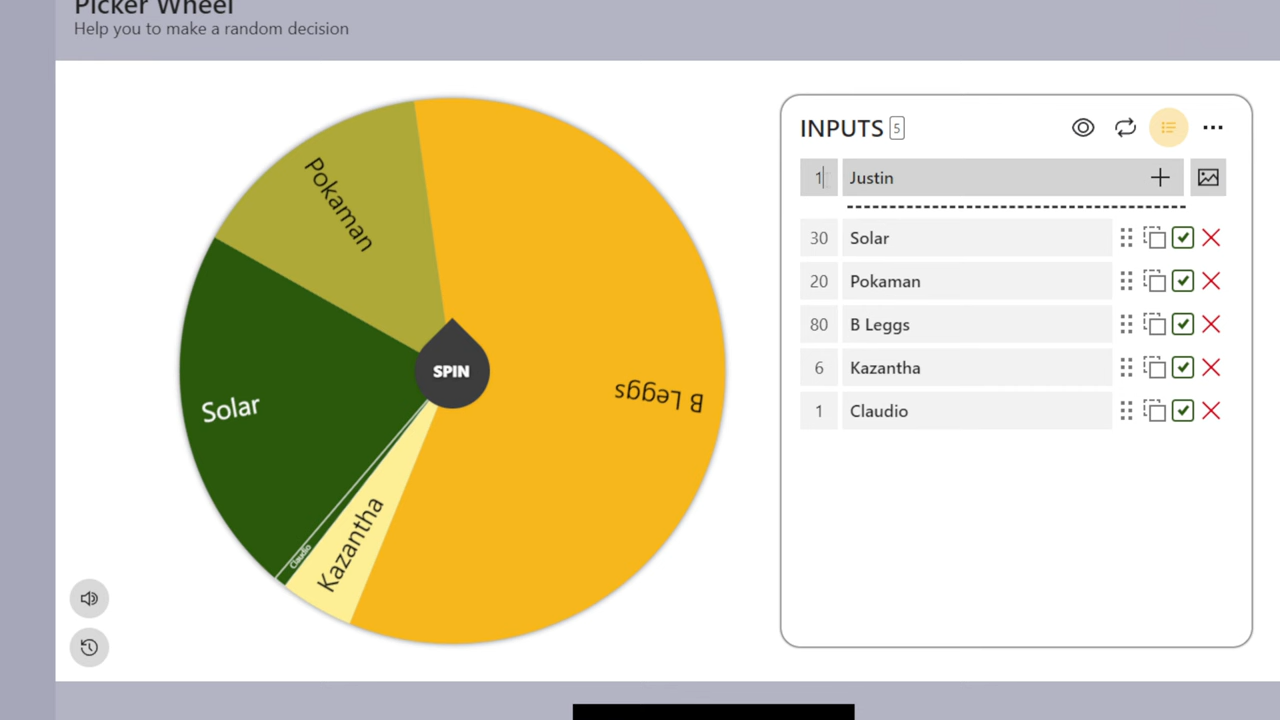 Picker Wheel
Help you to make a random decision
Pokaman
Solar
Claudio
Kazantha
B Leggs
SPIN
INPUTS 5
1 Justin
30 Solar
20 Pokaman
80 B Leggs
6 Kazantha
1 Claudio